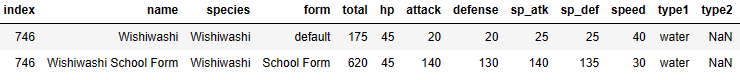 index name species form total hp attack defense sp_atk sp_def speed type1 type2
746 Wishiwashi Wishiwashi default 175 45 20 20 25 25 40 water NaN
746 Wishiwashi School Form Wishiwashi School Form 620 45 140 130 140 135 30 water NaN